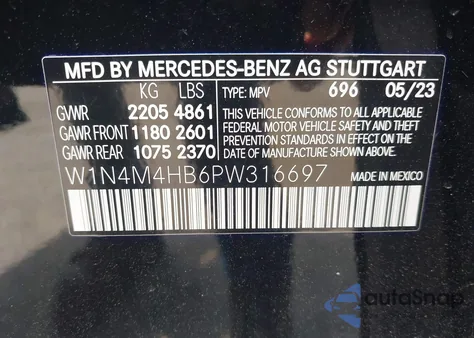 MFD BY MERCEDES-BENZ AG STUTTGART
KG LBS
GVWR 2205 4861
GAWR FRONT 1180 2601
GAWR REAR 1075 2370
TYPE: MPV 696 05/23
THIS VEHICLE CONFORMS TO ALL APPLICABLE
FEDERAL MOTOR VEHICLE SAFETY, BUMPER, AND THEFT
PREVENTION STANDARDS IN EFFECT ON THE DATE
OF MANUFACTURE SHOWN ABOVE.
W1N4M4HB6PW316697
MADE IN MEXICO
autoSnap